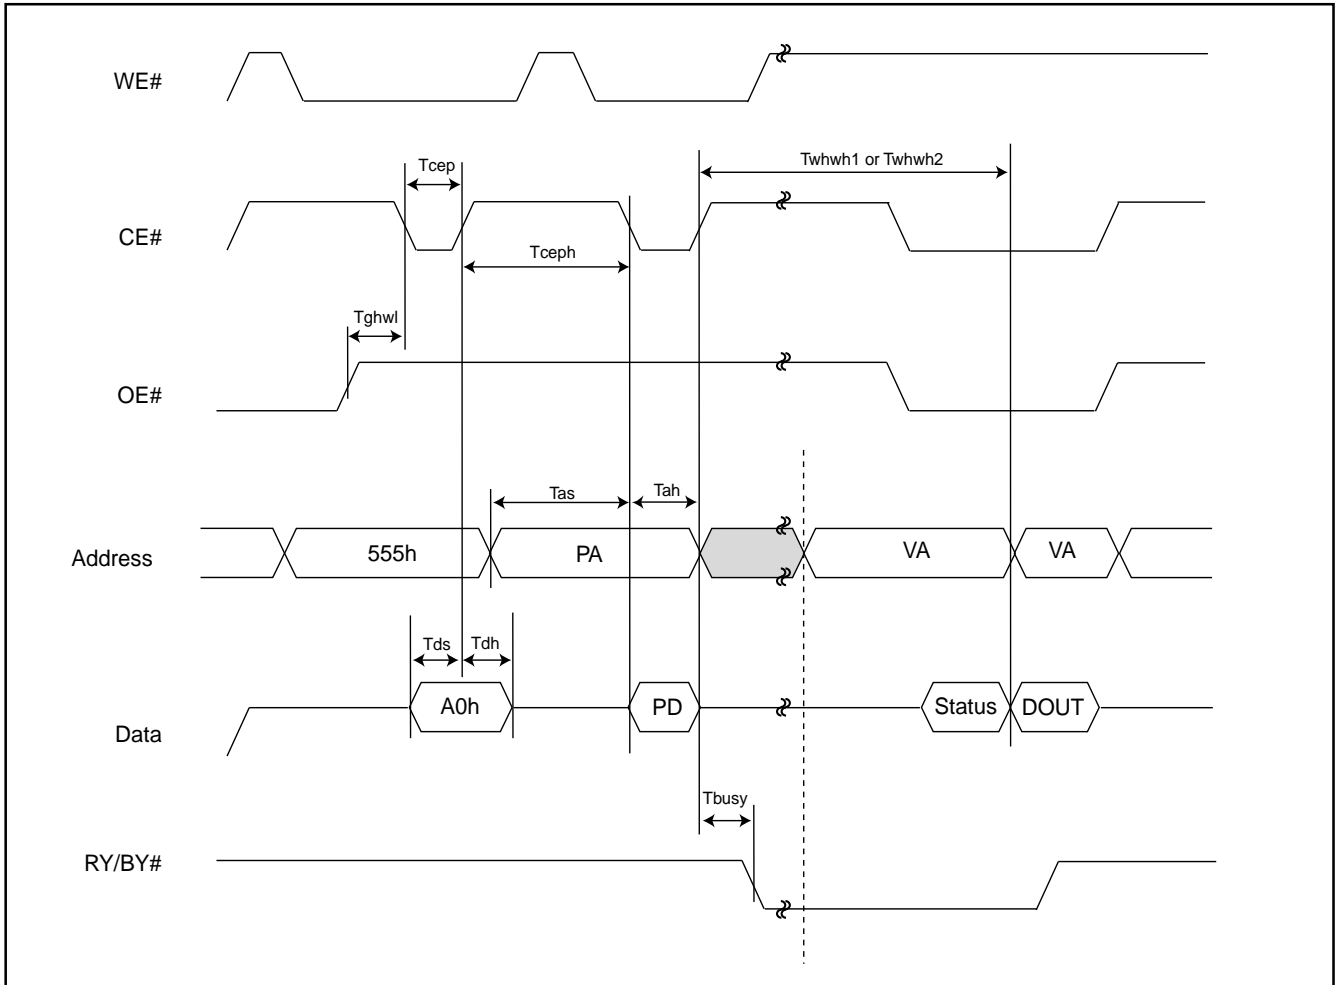 WE#
Tcep
Twhwh1 or Twhwh2
CE#
Tceph
Tghwl
OE#
Tas
Tah
Address
555h
PA
VA
VA
Tds
Tdh
Data
A0h
PD
Status
DOUT
Tbusy
RY/BY#